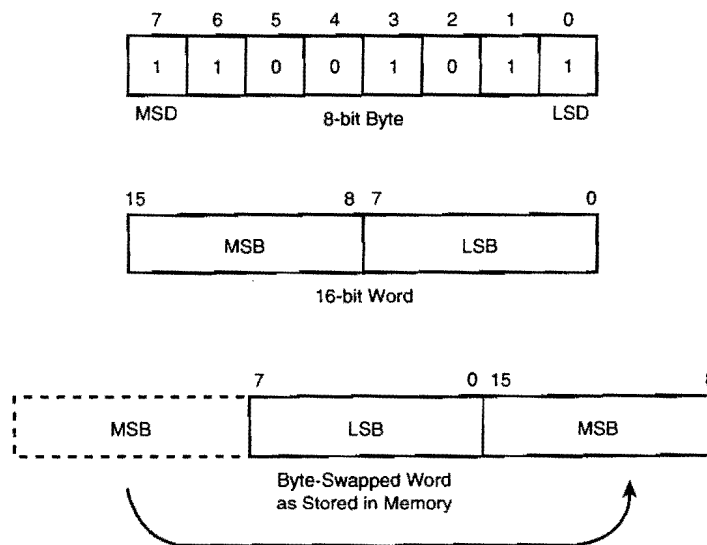 7 6 5 4 3 2 1 0
1 1 0 0 1 0 1 1
MSD 8-bit Byte LSD
15 8 7 0
MSB LSB
16-bit Word
7 0 15
MSB LSB MSB
Byte-Swapped Word
as Stored in Memory